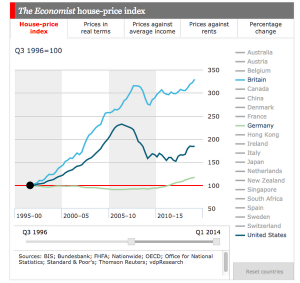 The Economist house-price index
House-price index
Prices in real terms
Prices against average income
Prices against rents
Percentage change
Q3 1996=100
350
300
250
200
150
100
50
1995–00 2000–05 2005–10 2010–15
Q3 1996 Q1 2014
Australia
Austria
Belgium
Britain
Canada
China
Denmark
France
Germany
Hong Kong
Ireland
Italy
Japan
Netherlands
New Zealand
Singapore
South Africa
Spain
Sweden
Switzerland
United States
Sources: BIS; Bundesbank; FHFA; Nationwide; OECD; Office for National
Statistics; Standard & Poor's; Thomson Reuters; vdpResearch
Reset countries